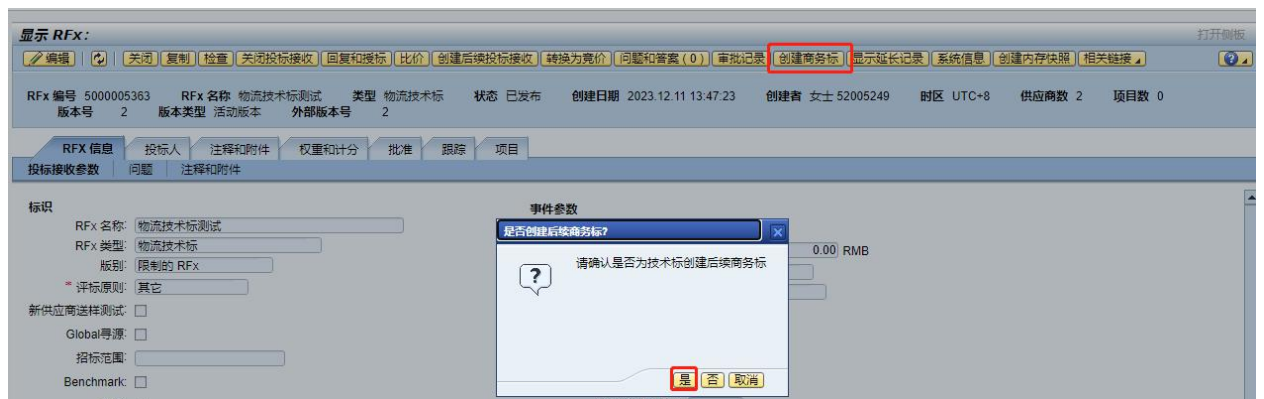 显示 RFx:
打开侧板
编辑 关闭 复制 检查 关闭投标接收 回复和授标 比价 创建后续投标接收 转换为竞价 问题和答案(0) 审批记录 创建商务标 显示延长记录 系统信息 创建内存快照 相关链接
RFx 编号 5000005363 RFx 名称 物流技术标测试 类型 物流技术标 状态 已发布 创建日期 2023.12.11 13:47:23 创建者 女士 52005249 时区 UTC+8 供应商数 2 项目数 0
版本号 2 版本类型 活动版本 外部版本号 2
RFX 信息 投标人 注释和附件 权重和计分 批准 跟踪 项目
投标接收参数 问题 注释和附件
标识 事件参数
RFx 名称: 物流技术标测试
RFx 类型: 物流技术标
版别: 限制的 RFx
* 评标原则: 其它
新供应商送样测试:
Global寻源:
招标范围:
Benchmark:
0.00 RMB
是否创建后续商务标?
请确认是否为技术标创建后续商务标
是 否 取消